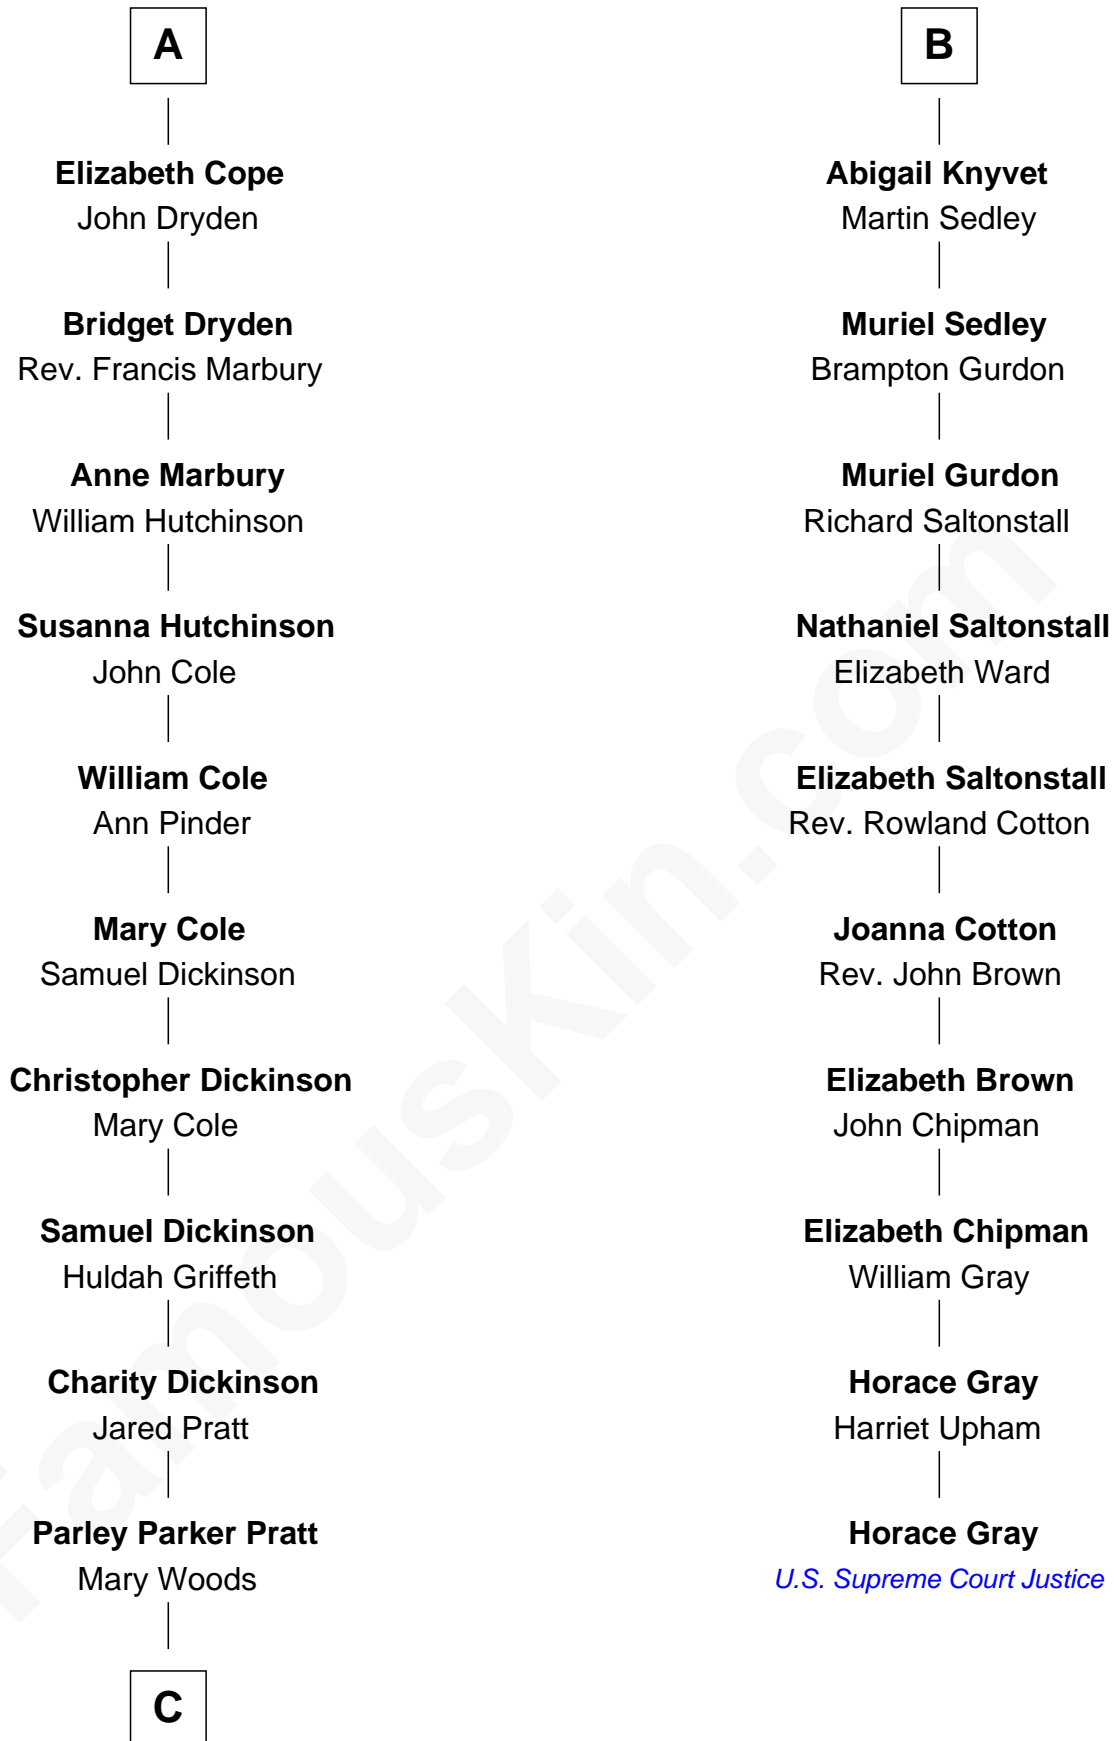 A
Elizabeth Cope
John Dryden
Bridget Dryden
Rev. Francis Marbury
Anne Marbury
William Hutchinson
Susanna Hutchinson
John Cole
William Cole
Ann Pinder
Mary Cole
Samuel Dickinson
Christopher Dickinson
Mary Cole
Samuel Dickinson
Huldah Griffeth
Charity Dickinson
Jared Pratt
Parley Parker Pratt
Mary Woods
C
B
Abigail Knyvet
Martin Sedley
Muriel Sedley
Brampton Gurdon
Muriel Gurdon
Richard Saltonstall
Nathaniel Saltonstall
Elizabeth Ward
Elizabeth Saltonstall
Rev. Rowland Cotton
Joanna Cotton
Rev. John Brown
Elizabeth Brown
John Chipman
Elizabeth Chipman
William Gray
Horace Gray
Harriet Upham
Horace Gray
U.S. Supreme Court Justice
FamousKin.com